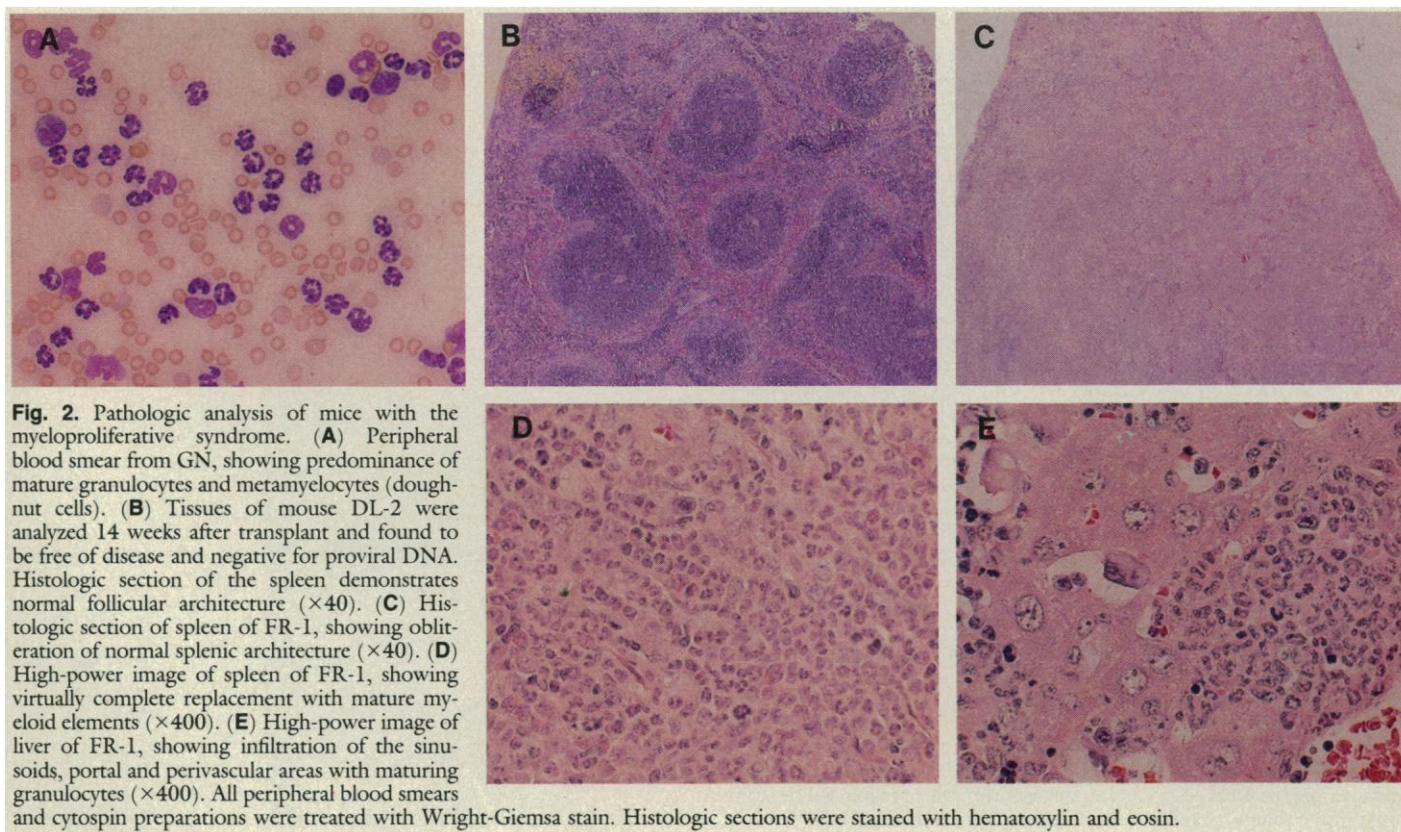 A
B
C
D
E
Fig. 2. Pathologic analysis of mice with the
myeloproliferative syndrome. (A) Peripheral
blood smear from GN, showing predominance of
mature granulocytes and metamyelocytes (dough-
nut cells). (B) Tissues of mouse DL-2 were
analyzed 14 weeks after transplant and found to
be free of disease and negative for proviral DNA.
Histologic section of the spleen demonstrates
normal follicular architecture (×40). (C) His-
tologic section of spleen of FR-1, showing oblit-
eration of normal splenic architecture (×40). (D)
High-power image of spleen of FR-1, showing
virtually complete replacement with mature my-
eloid elements (×400). (E) High-power image of
liver of FR-1, showing infiltration of the sinu-
soids, portal and perivascular areas with maturing
granulocytes (×400). All peripheral blood smears
and cytospin preparations were treated with Wright-Giemsa stain. Histologic sections were stained with hematoxylin and eosin.